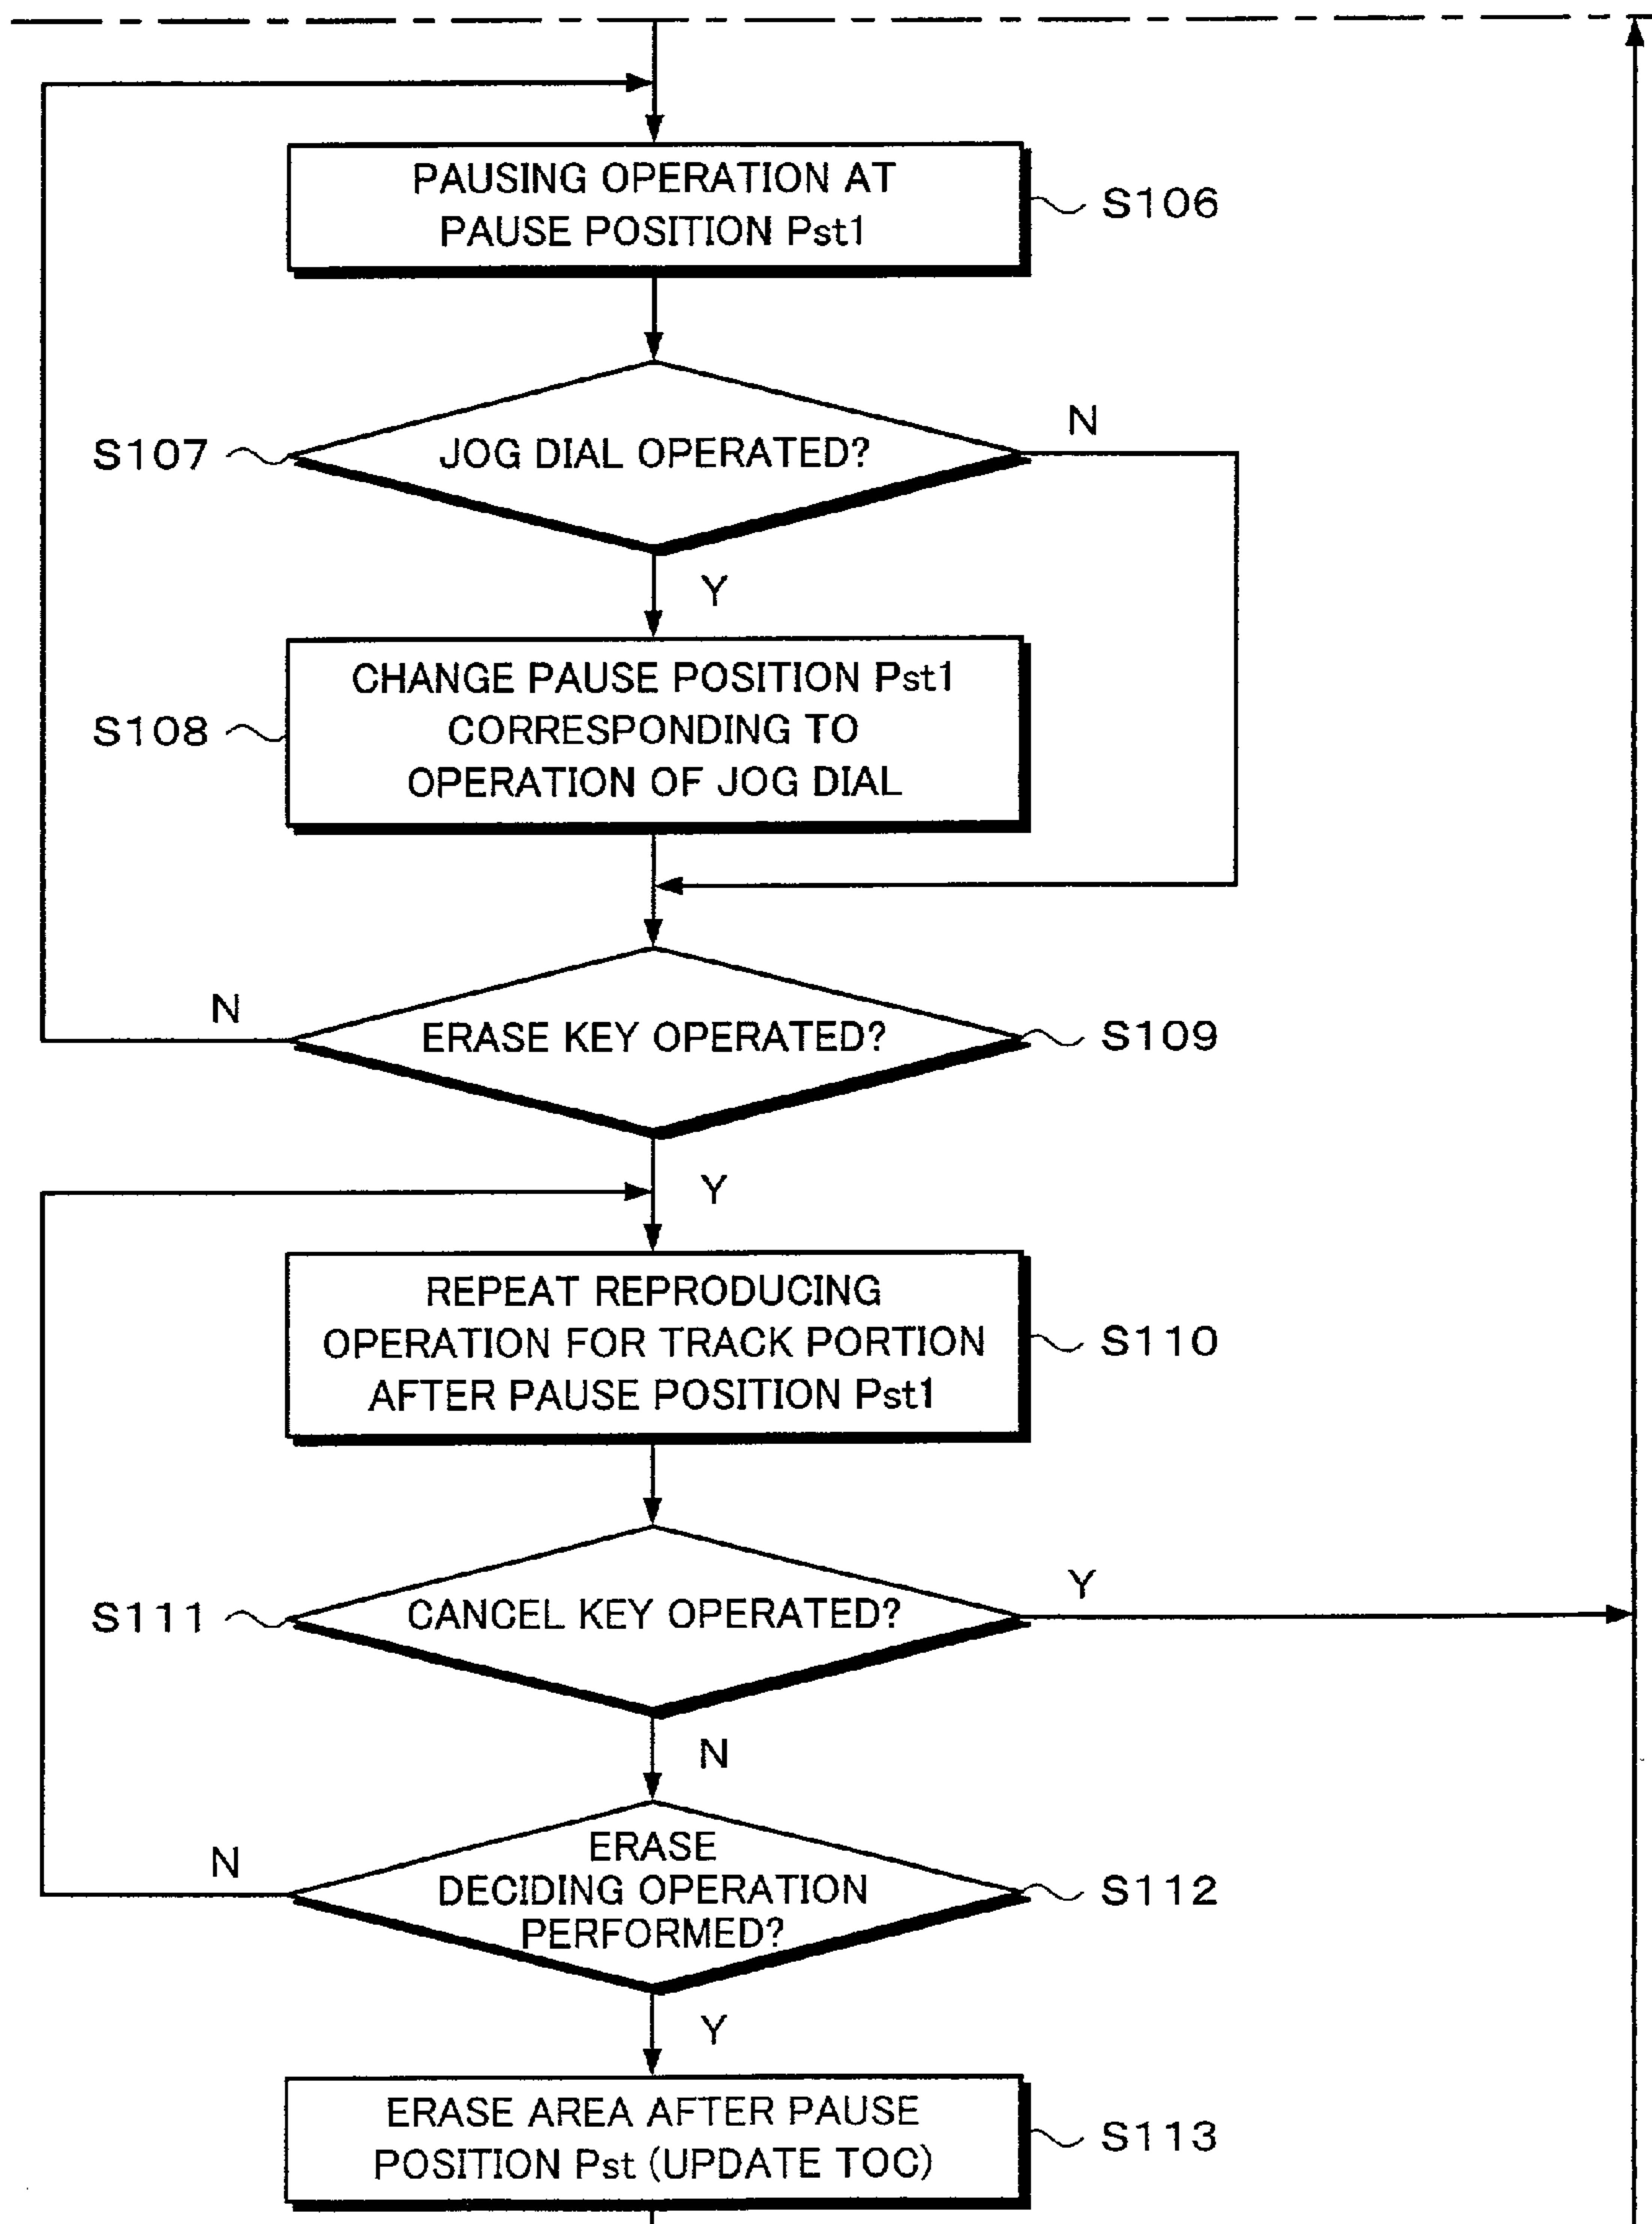 PAUSING OPERATION AT
PAUSE POSITION Pst1
S106
S107
JOG DIAL OPERATED?
N
Y
CHANGE PAUSE POSITION Pst1
CORRESPONDING TO
OPERATION OF JOG DIAL
S108
N
ERASE KEY OPERATED?
S109
Y
REPEAT REPRODUCING
OPERATION FOR TRACK PORTION
AFTER PAUSE POSITION Pst1
S110
S111
CANCEL KEY OPERATED?
Y
N
ERASE
DECIDING OPERATION
PERFORMED?
N
S112
Y
ERASE AREA AFTER PAUSE
POSITION Pst (UPDATE TOC)
S113